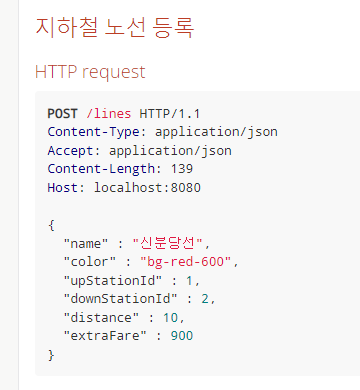 지하철 노선 등록
HTTP request
POST /lines HTTP/1.1
Content-Type: application/json
Accept: application/json
Content-Length: 139
Host: localhost:8080
{
"name" : "신분당선",
"color" : "bg-red-600",
"upStationId" : 1,
"downStationId" : 2,
"distance" : 10,
"extraFare" : 900
}